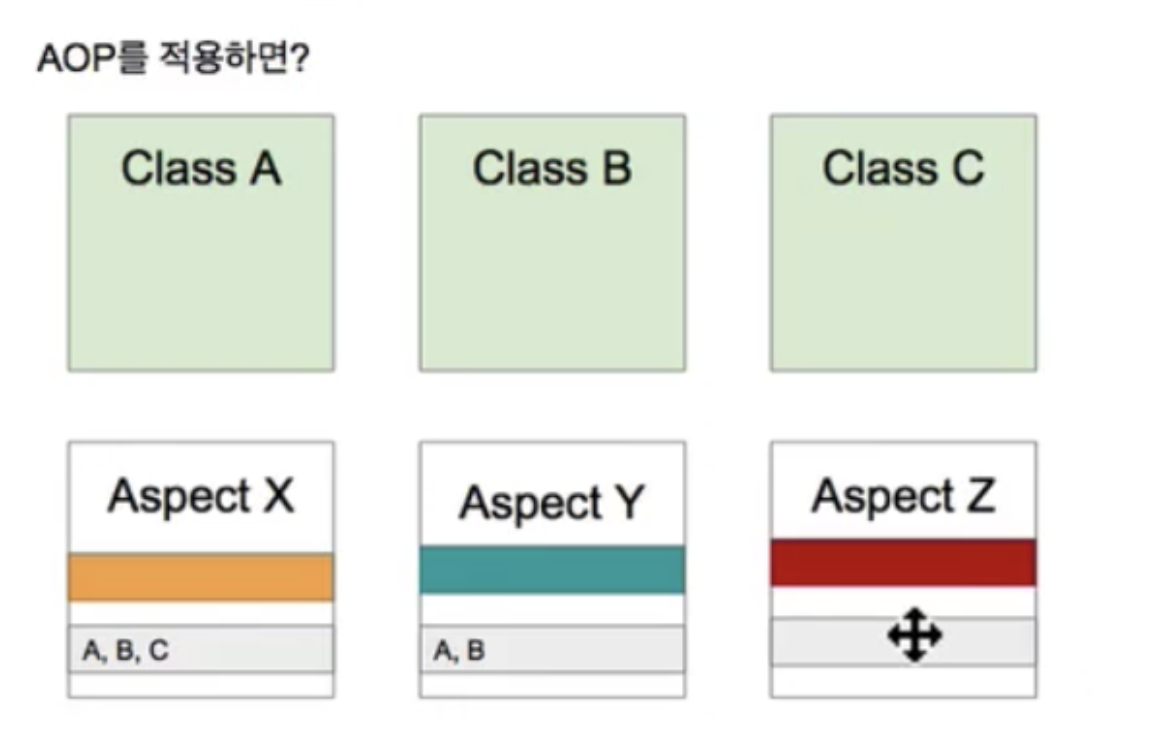 AOP를 적용하면?
Class A
Class B
Class C
Aspect X
Aspect Y
Aspect Z
A, B, C
A, B